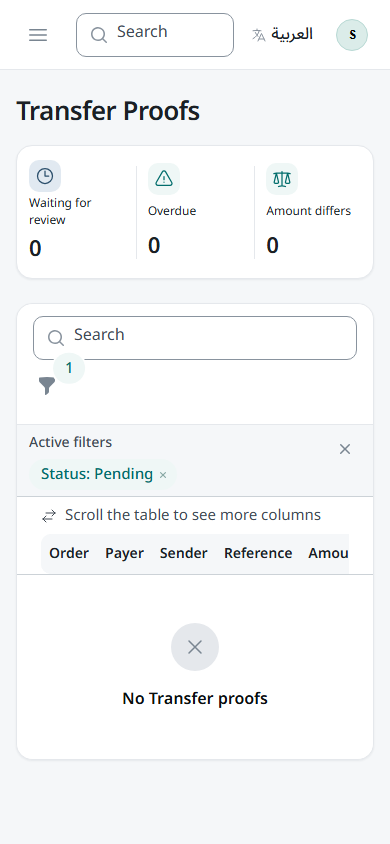 Search
العربية
S
Transfer Proofs
Waiting for
review
0
Overdue
0
Amount differs
0
Search
1
Active filters
Status: Pending ×
Scroll the table to see more columns
Order Payer Sender Reference Amou
No Transfer proofs